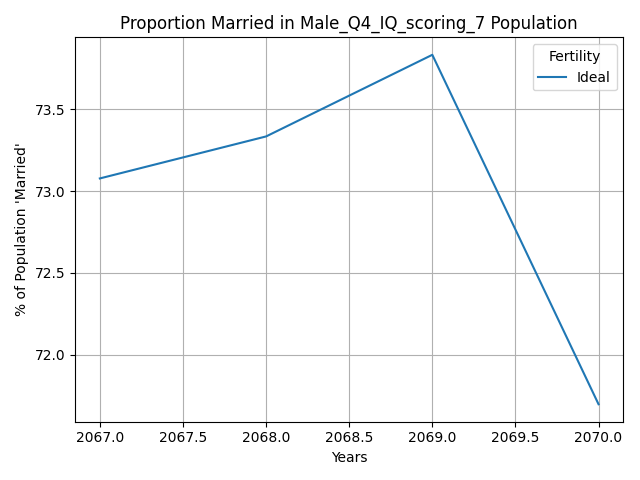 Proportion Married in Male_Q4_IQ_scoring_7 Population
Fertility
Ideal
% of Population 'Married'
73.5
73.0
72.5
72.0
2067.0 2067.5 2068.0 2068.5 2069.0 2069.5 2070.0
Years